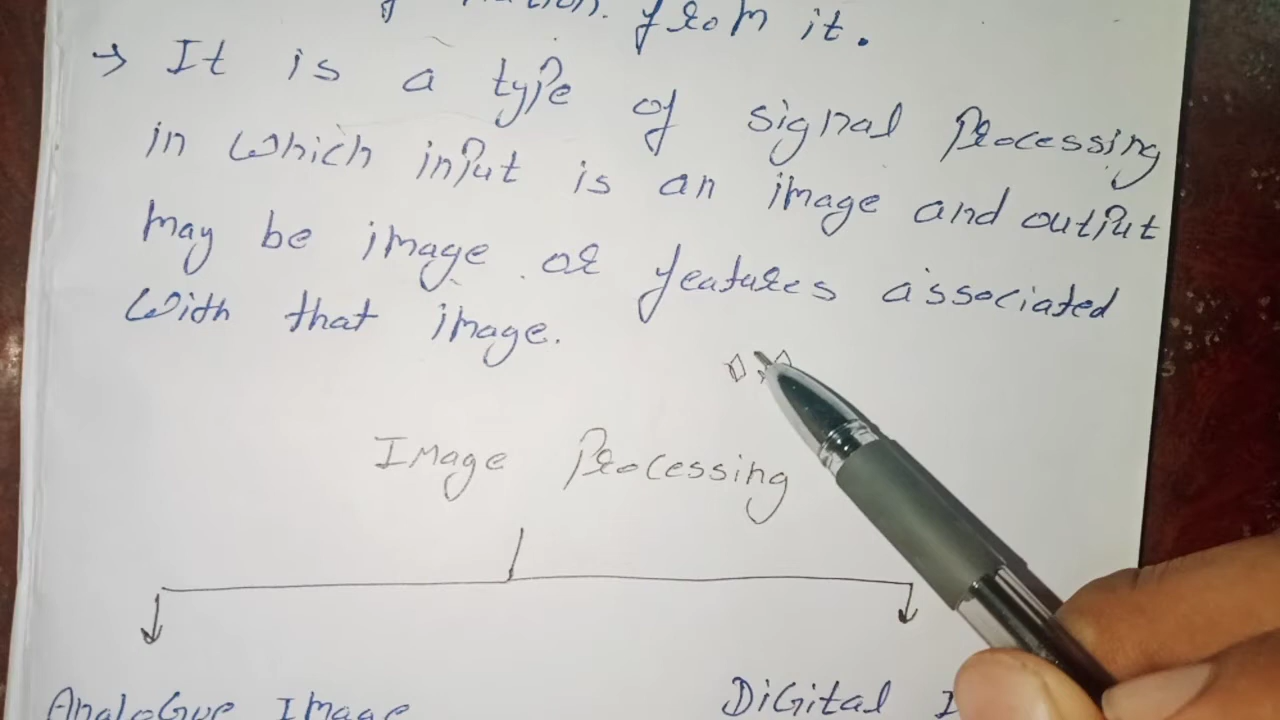 from it.
→ It is a type of signal Processing
in which input is an image and output
may be image or features associated
with that image.
Image Processing
Analogue Image
Digital